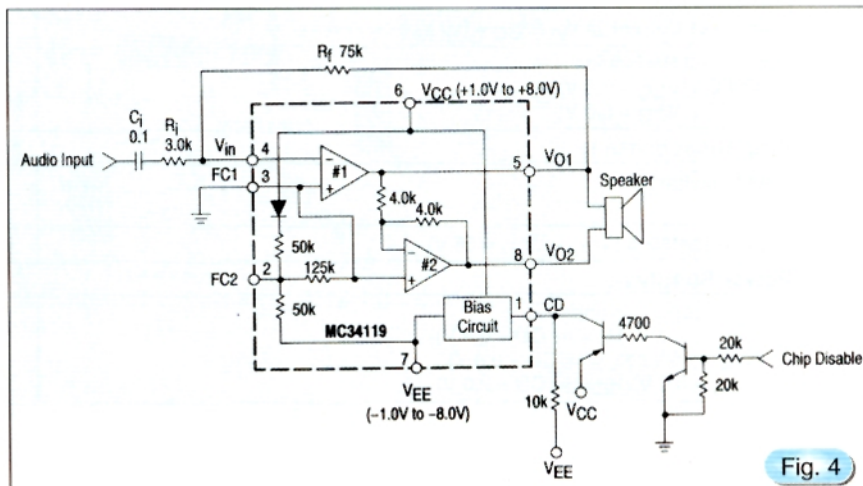 Rf 75k
6
VCC (+1.0V to +8.0V)
Ci
0.1
Ri
3.0k
Vin
4
Audio Input
#1
5
VO1
FC1
3
Speaker
4.0k
4.0k
50k
FC2
2
125k
#2
8
VO2
50k
Bias
Circuit
1
CD
MC34119
4700
20k
Chip Disable
7
VEE
(–1.0V to –8.0V)
10k
VCC
20k
VEE
Fig. 4